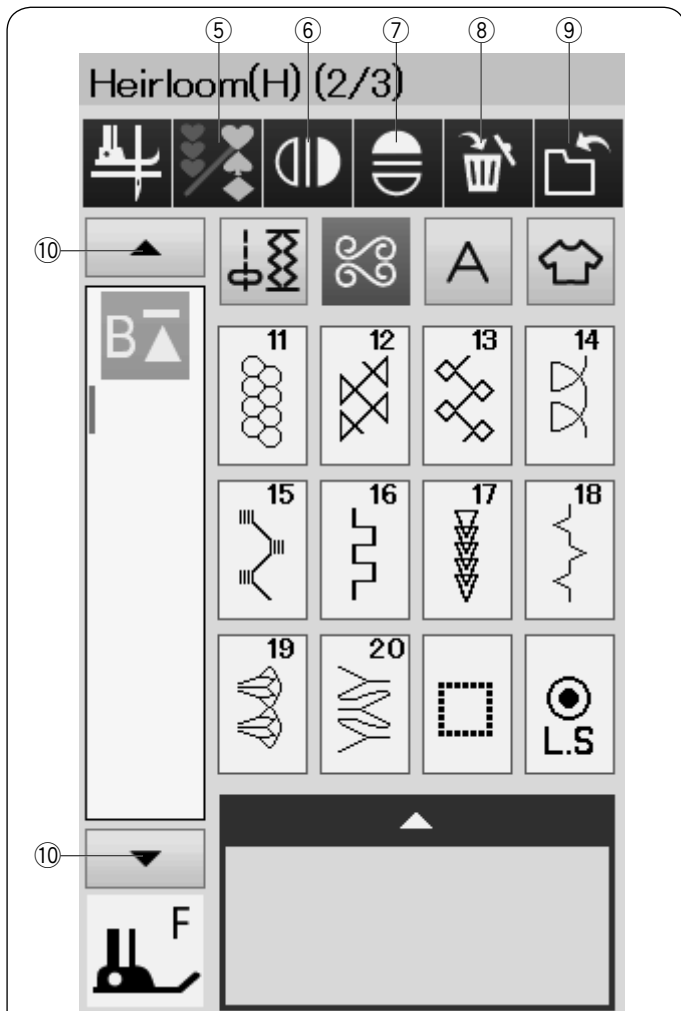 ⑤ ⑥ ⑦ ⑧ ⑨
Heirloom(H) (2/3)
⑩
A
B
11 12 13 14
15 16 17 18
19 20
L.S
⑩
F